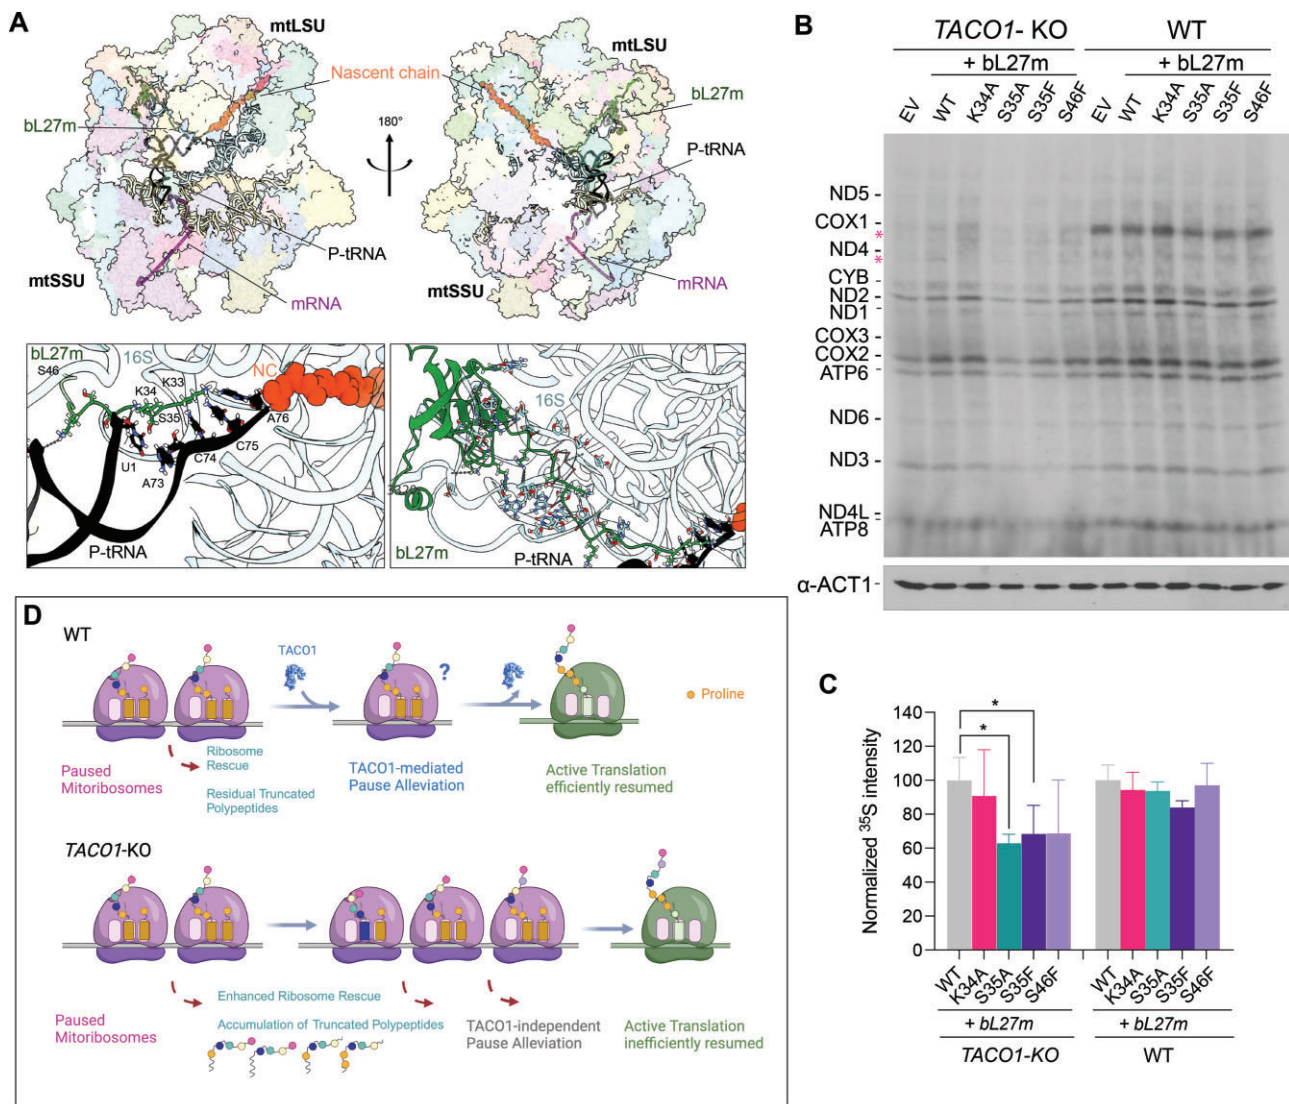 A
mtLSU
Nascent chain
bL27m
P-tRNA
mRNA
mtSSU
180°
mtLSU
bL27m
P-tRNA
mRNA
mtSSU
bL27m
S46
16S
K34
K33
S35
NC
A76
C75
C74
U1
A73
P-tRNA
16S
bL27m
P-tRNA
B
TACO1- KO
WT
+ bL27m
+ bL27m
EV
WT
K34A
S35A
S35F
S46F
EV
WT
K34A
S35A
S35F
S46F
ND5
COX1
*
ND4
*
CYB
ND2
ND1
COX3
COX2
ATP6
ND6
ND3
ND4L
ATP8
α-ACT1
C
Normalized ³⁵S intensity
140
120
100
80
60
40
20
0
*
*
WT
K34A
S35A
S35F
S46F
WT
K34A
S35A
S35F
S46F
+ bL27m
+ bL27m
TACO1-KO
WT
D
WT
TACO1
?
Proline
Ribosome
Rescue
Residual Truncated
Polypeptides
Paused
Mitoribosomes
TACO1-mediated
Pause Alleviation
Active Translation
efficiently resumed
TACO1-KO
Enhanced Ribosome Rescue
Accumulation of Truncated Polypeptides
Paused
Mitoribosomes
TACO1-independent
Pause Alleviation
Active Translation
inefficiently resumed